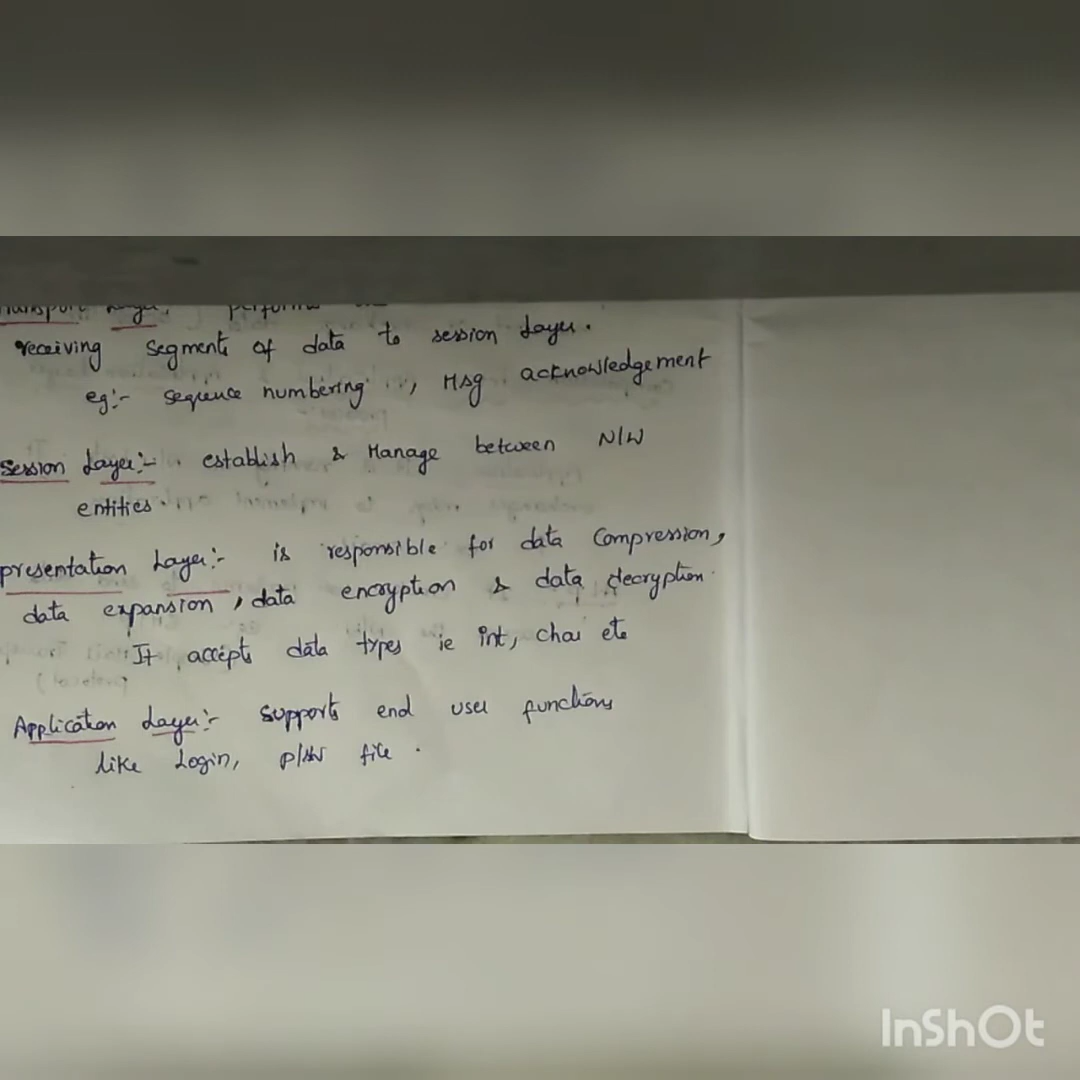 Transport Layer:
receiving segments of data to session Layer.
eg:- sequence numbering, Msg acknowledgement
Session Layer:- establish & Manage between N/W
entities.
presentation Layer:- is responsible for data Compression,
data expansion, data encryption & data decryption
It accepts data types ie int, char etc
Application Layer:- supports end user functions
like Login, P/W file.
InShOt